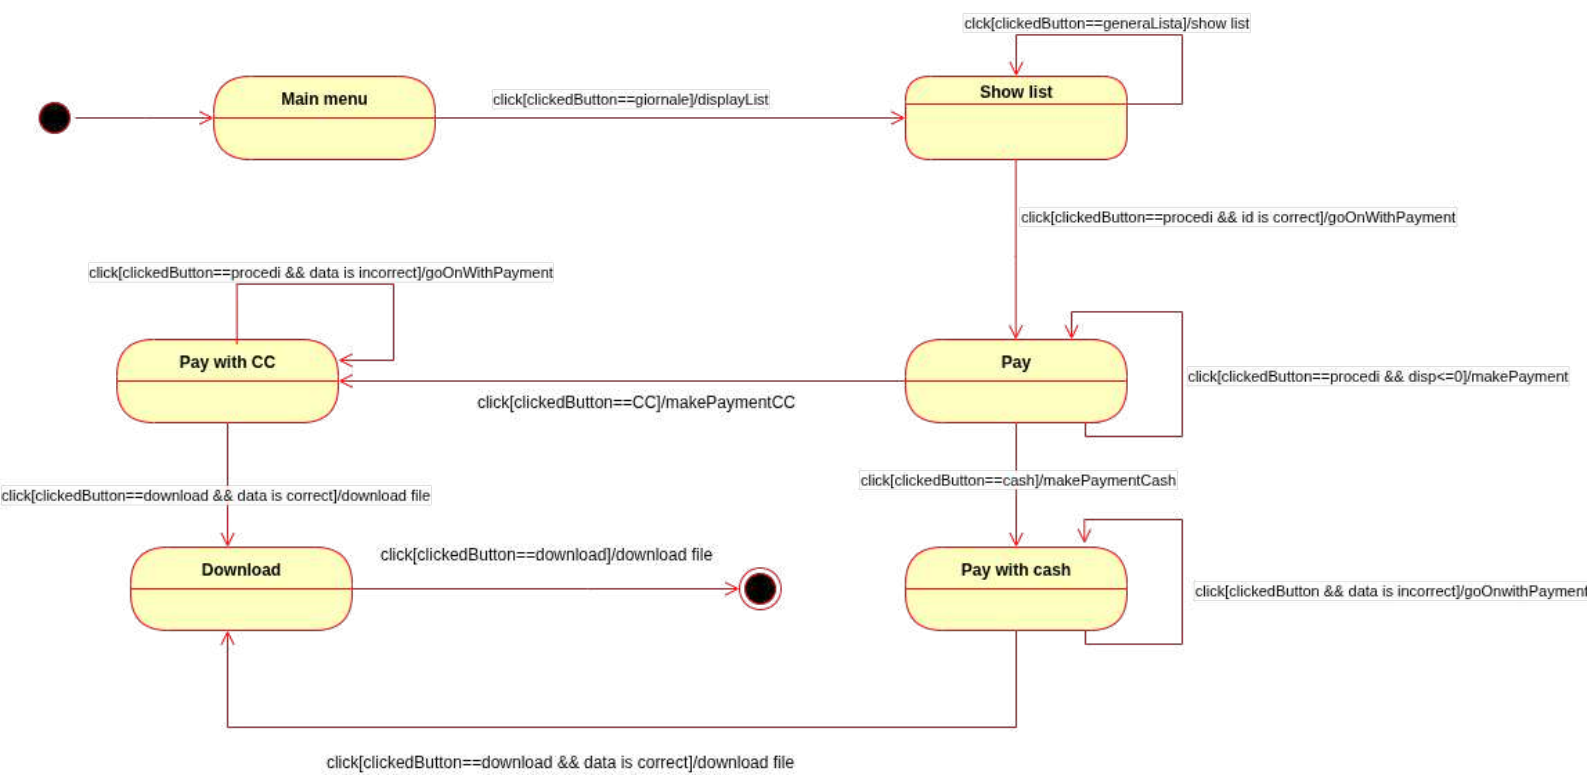 clck[clickedButton==generaLista]/show list
Main menu
click[clickedButton==giornale]/displayList
Show list
click[clickedButton==procedi && id is correct]/goOnWithPayment
click[clickedButton==procedi && data is incorrect]/goOnWithPayment
Pay with CC
Pay
click[clickedButton==procedi && disp<=0]/makePayment
click[clickedButton==CC]/makePaymentCC
click[clickedButton==cash]/makePaymentCash
click[clickedButton==download && data is correct]/download file
click[clickedButton==download]/download file
Download
Pay with cash
click[clickedButton && data is incorrect]/goOnwithPayment
click[clickedButton==download && data is correct]/download file